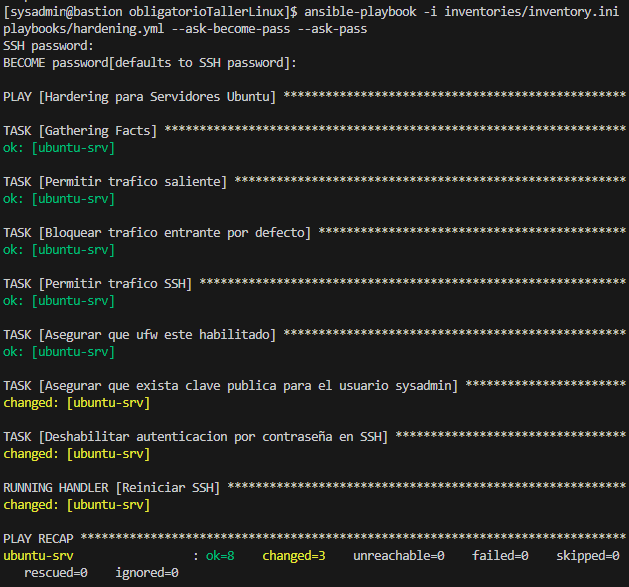 [sysadmin@bastion obligatorioTallerLinux]$ ansible-playbook -i inventories/inventory.ini
playbooks/hardening.yml --ask-become-pass --ask-pass
SSH password:
BECOME password[defaults to SSH password]:
PLAY [Hardering para Servidores Ubuntu] *****************************************
TASK [Gathering Facts] *******************************************************
ok: [ubuntu-srv]
TASK [Permitir trafico saliente] ***********************************************
ok: [ubuntu-srv]
TASK [Bloquear trafico entrante por defecto] *************************************
ok: [ubuntu-srv]
TASK [Permitir trafico SSH] ***************************************************
ok: [ubuntu-srv]
TASK [Asegurar que ufw este habilitado] *****************************************
ok: [ubuntu-srv]
TASK [Asegurar que exista clave publica para el usuario sysadmin] *******************
changed: [ubuntu-srv]
TASK [Deshabilitar autenticacion por contraseña en SSH] ****************************
changed: [ubuntu-srv]
RUNNING HANDLER [Reiniciar SSH] ************************************************
changed: [ubuntu-srv]
PLAY RECAP *****************************************************************
ubuntu-srv : ok=8 changed=3 unreachable=0 failed=0 skipped=0
rescued=0 ignored=0